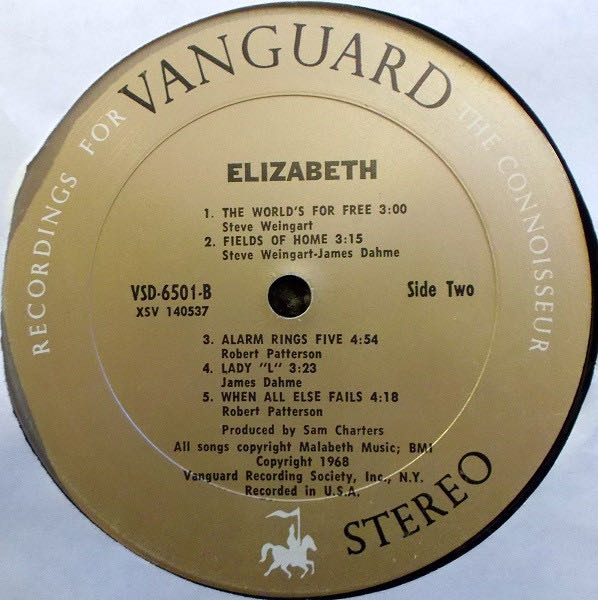 RECORDINGS FOR VANGUARD THE CONNOISSEUR
ELIZABETH
1. THE WORLD'S FOR FREE 3:00
Steve Weingart
2. FIELDS OF HOME 3:15
Steve Weingart-James Dahme
VSD-6501-B
XSV 140537
Side Two
3. ALARM RINGS FIVE 4:54
Robert Patterson
4. LADY "L" 3:23
James Dahme
5. WHEN ALL ELSE FAILS 4:18
Robert Patterson
Produced by Sam Charters
All songs copyright Malabeth Music; BMI
Copyright 1968
Vanguard Recording Society, Inc., N.Y.
Recorded in U.S.A.
STEREO